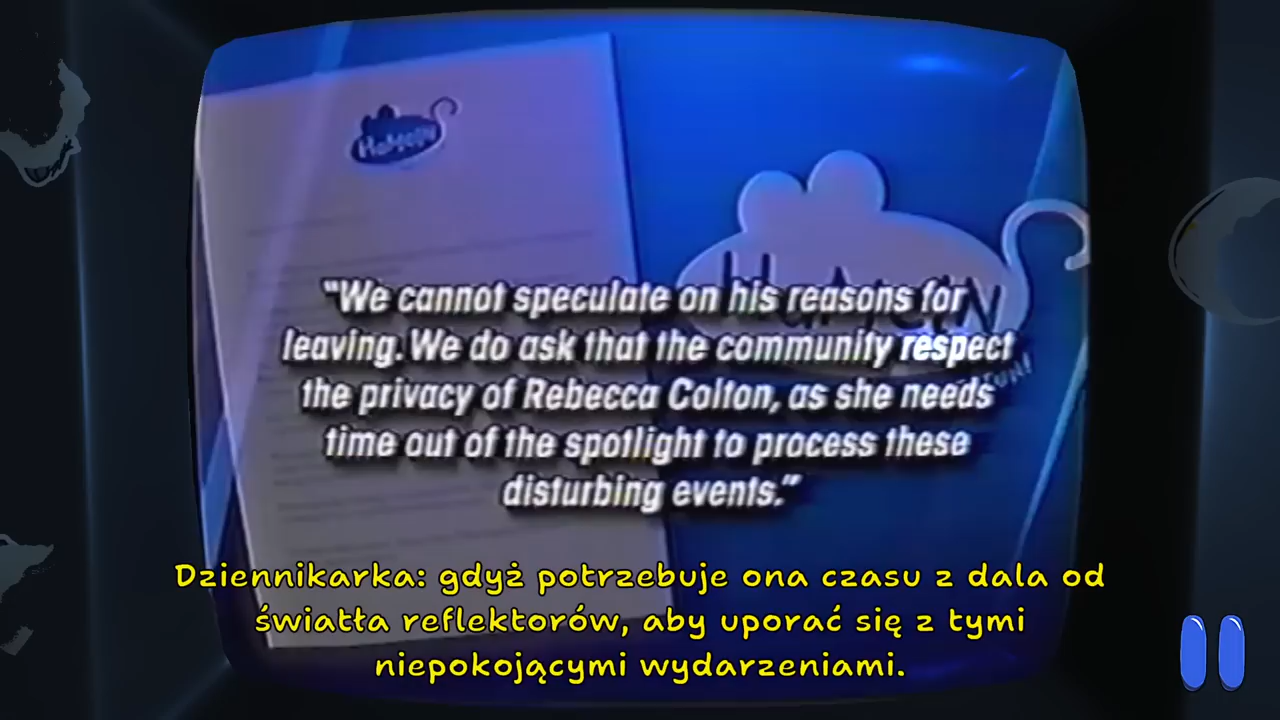 Hamelin
Hamelin
"We cannot speculate on his reasons for
leaving. We do ask that the community respect
the privacy of Rebecca Colton, as she needs
time out of the spotlight to process these
disturbing events."
Dziennikarka: gdyż potrzebuje ona czasu z dala od
światła reflektorów, aby uporać się z tymi
niepokojącymi wydarzeniami.